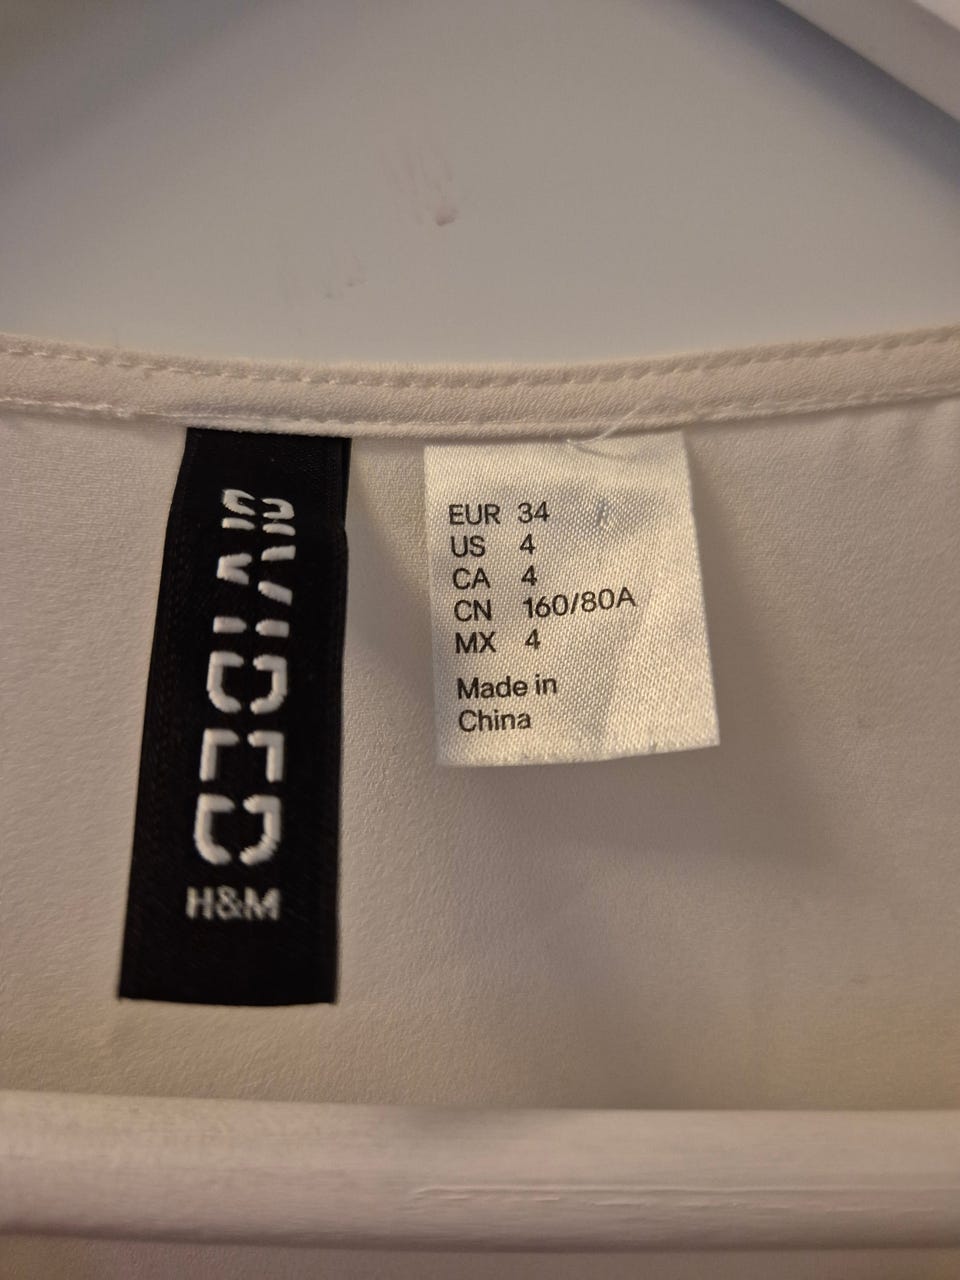 DIVIDED
H&M
EUR 34
US 4
CA 4
CN 160/80A
MX 4
Made in
China